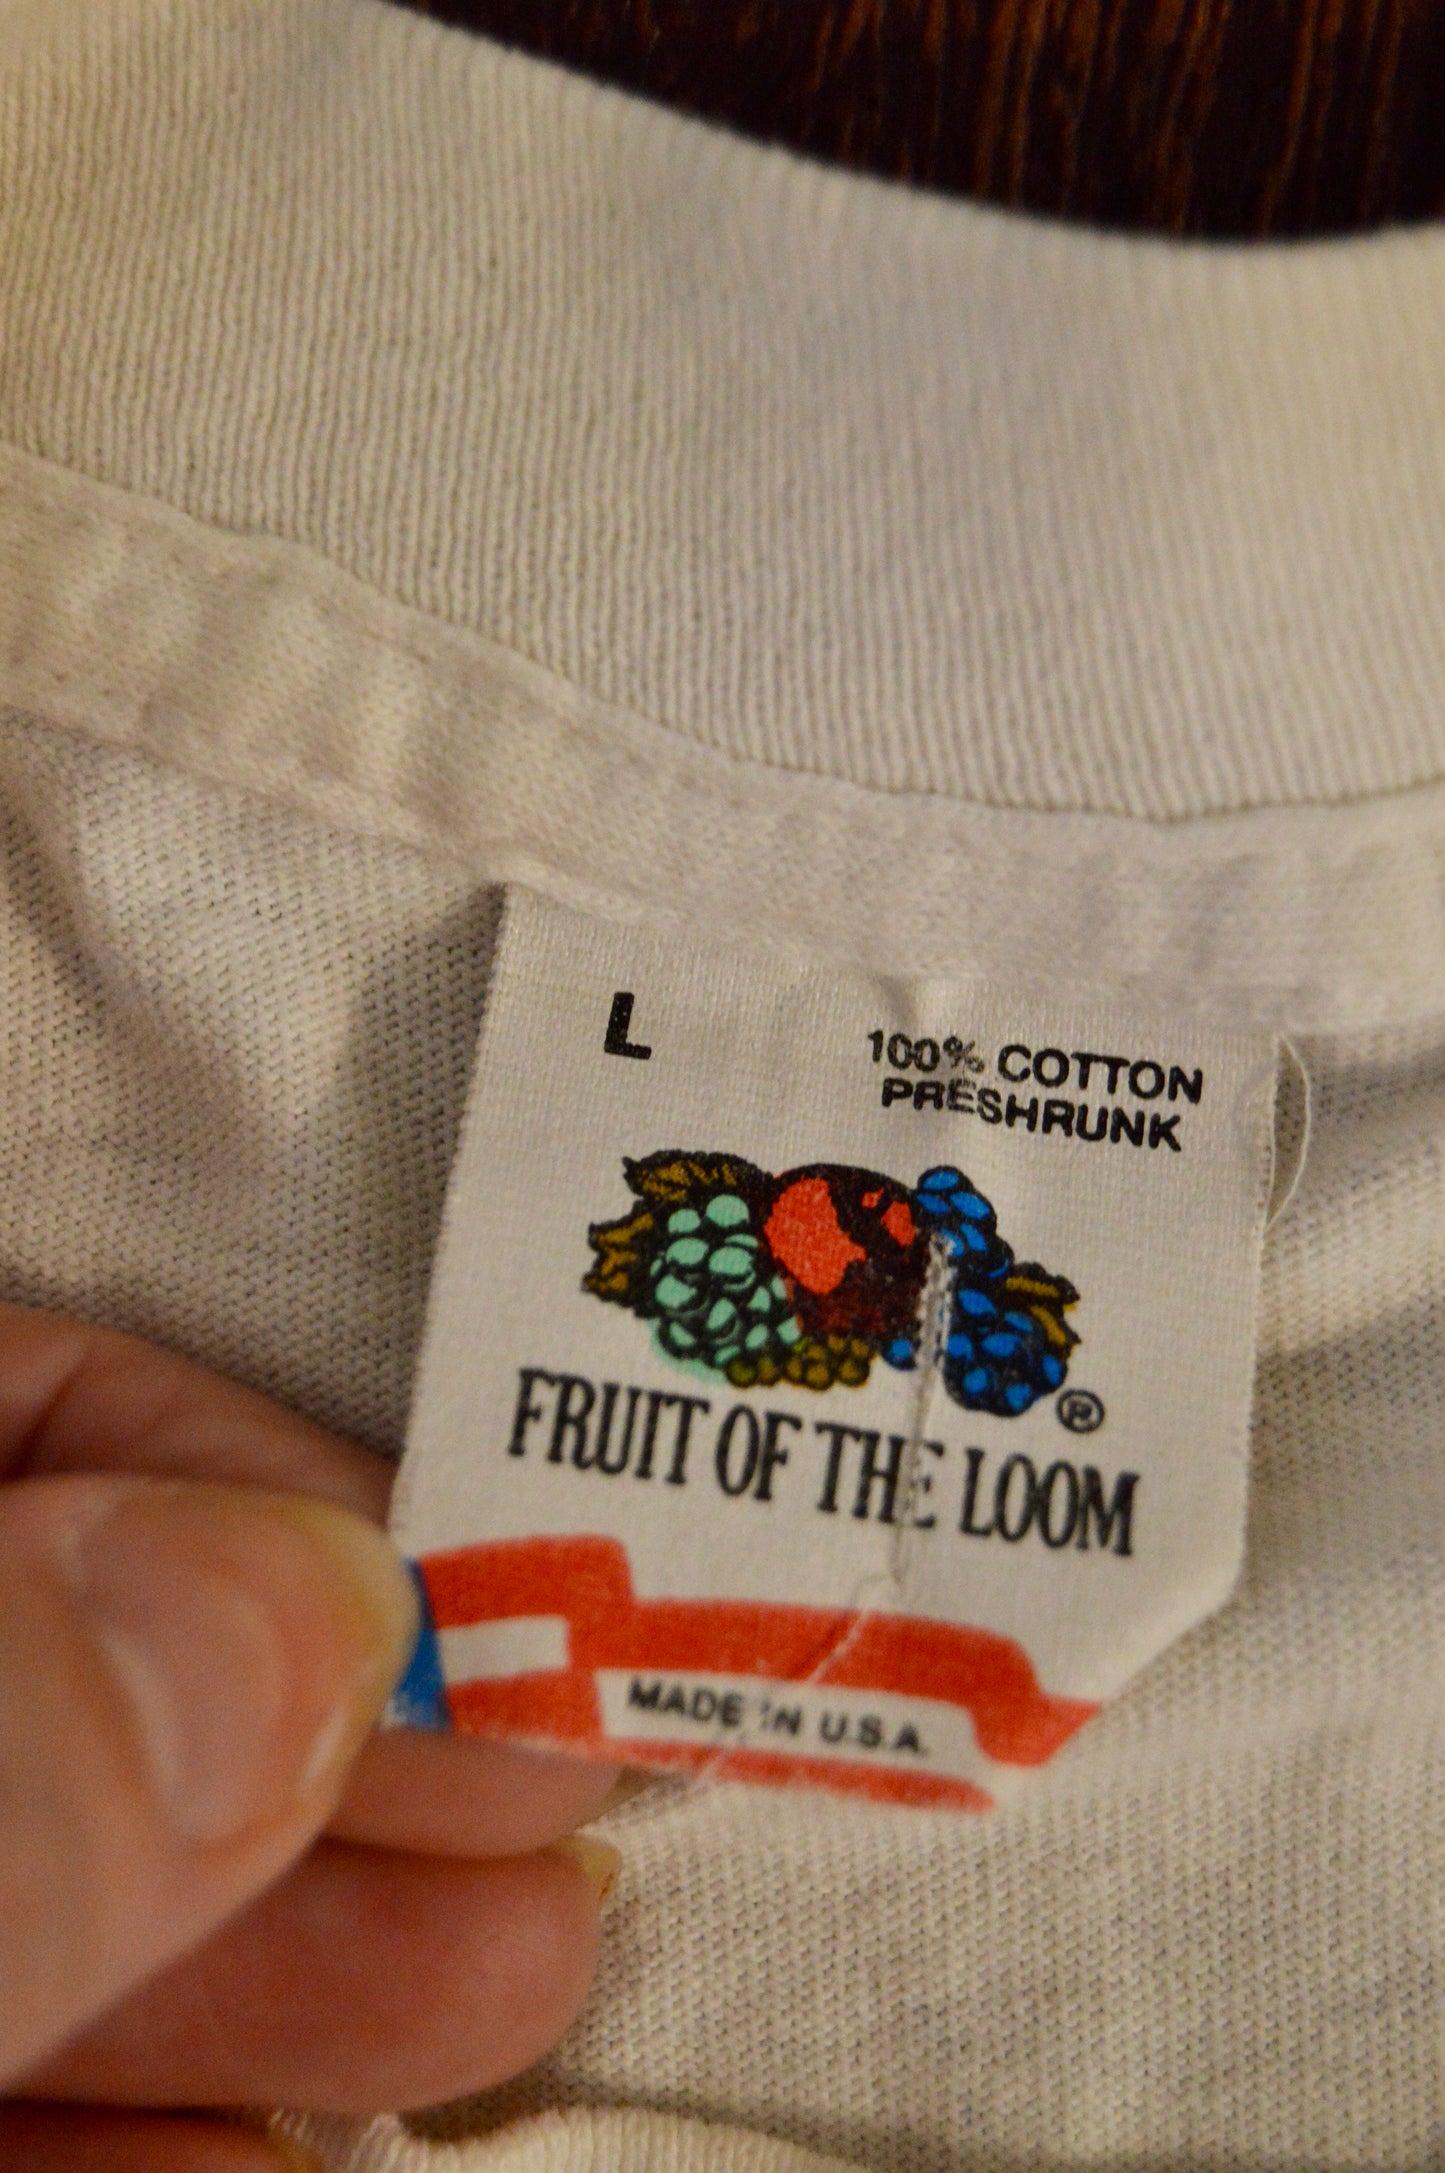 L
100% COTTON
PRESHRUNK
®
FRUIT OF THE LOOM
MADE IN U.S.A.